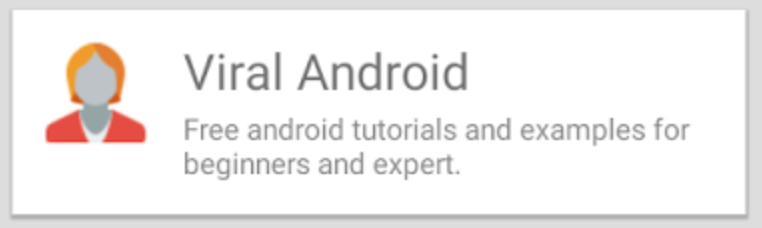 Viral Android
Free android tutorials and examples for
beginners and expert.